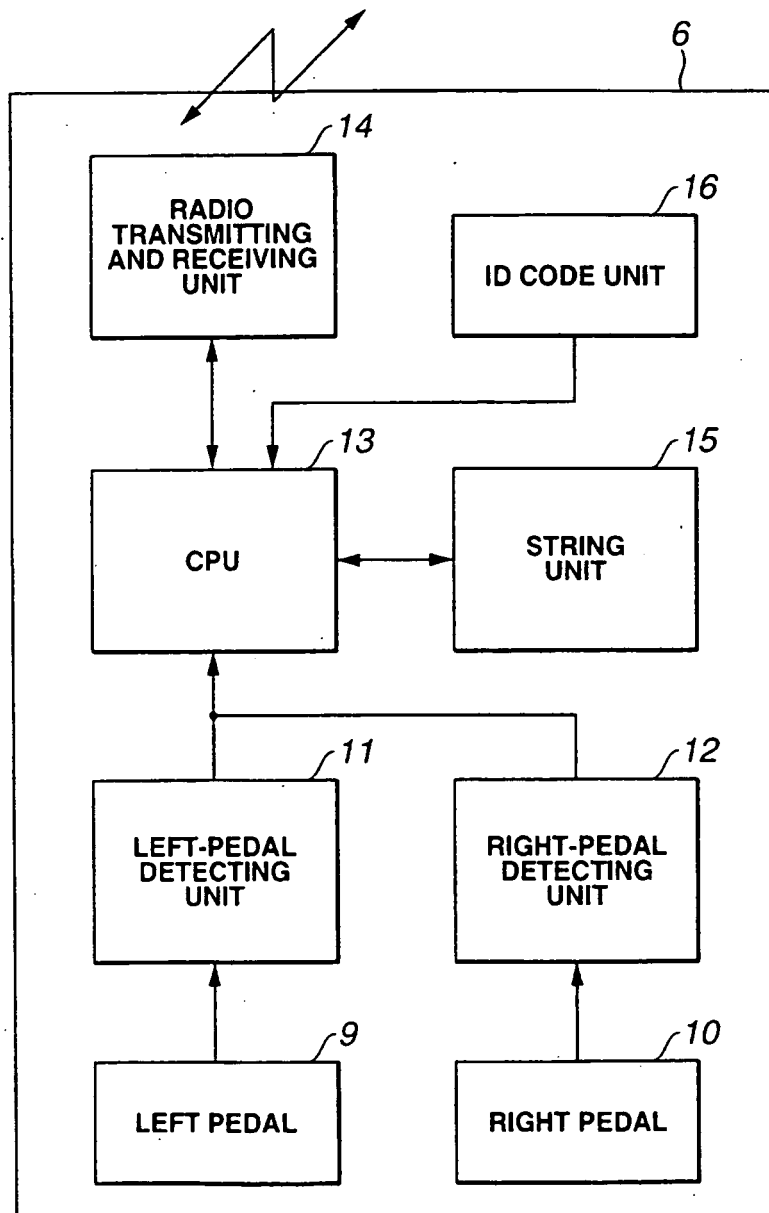 6
14
RADIO
TRANSMITTING
AND RECEIVING
UNIT
16
ID CODE UNIT
13
CPU
15
STRING
UNIT
11
LEFT-PEDAL
DETECTING
UNIT
12
RIGHT-PEDAL
DETECTING
UNIT
9
LEFT PEDAL
10
RIGHT PEDAL